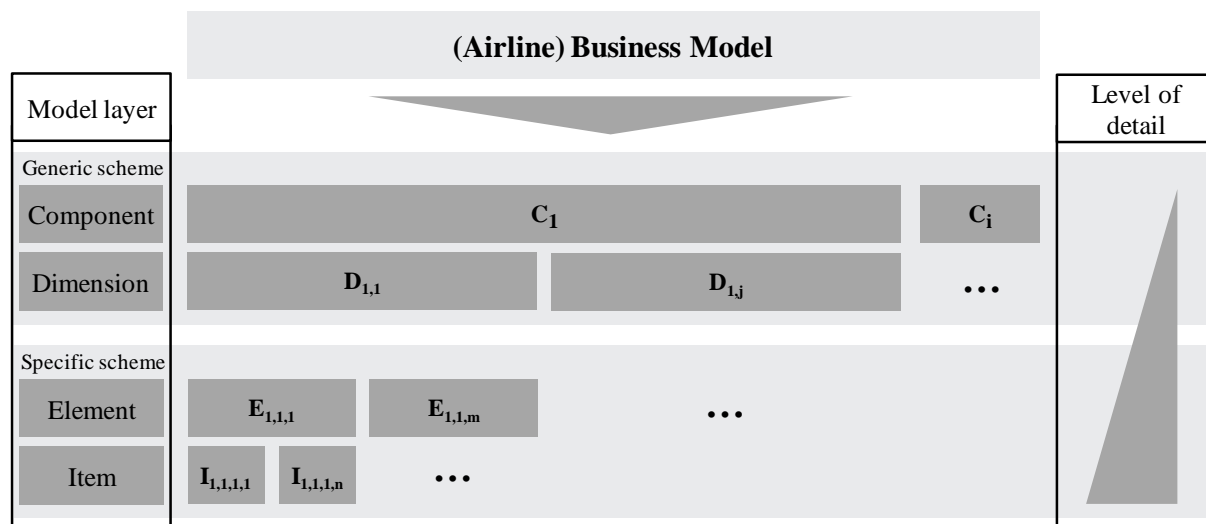 (Airline) Business Model
Model layer
Level of
detail
Generic scheme
Component
C1
Ci
Dimension
D1,1
D1,j
...
Specific scheme
Element
E1,1,1
E1,1,m
...
Item
I1,1,1,1
I1,1,1,n
...